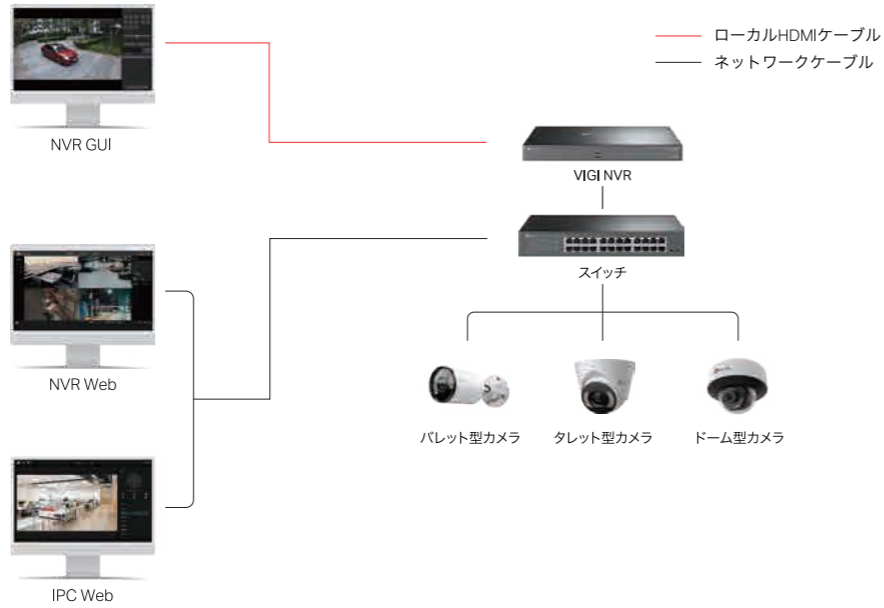 ローカルHDMIケーブル
ネットワークケーブル
NVR GUI
VIGI NVR
スイッチ
NVR Web
バレット型カメラ
タレット型カメラ
ドーム型カメラ
IPC Web